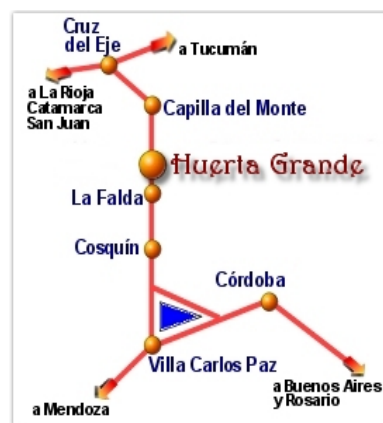 Cruz
del Eje
a Tucumán
a La Rioja
Catamarca
San Juan
Capilla del Monte
Huerta Grande
La Falda
Cosquín
Córdoba
Villa Carlos Paz
a Buenos Aires
y Rosario
a Mendoza